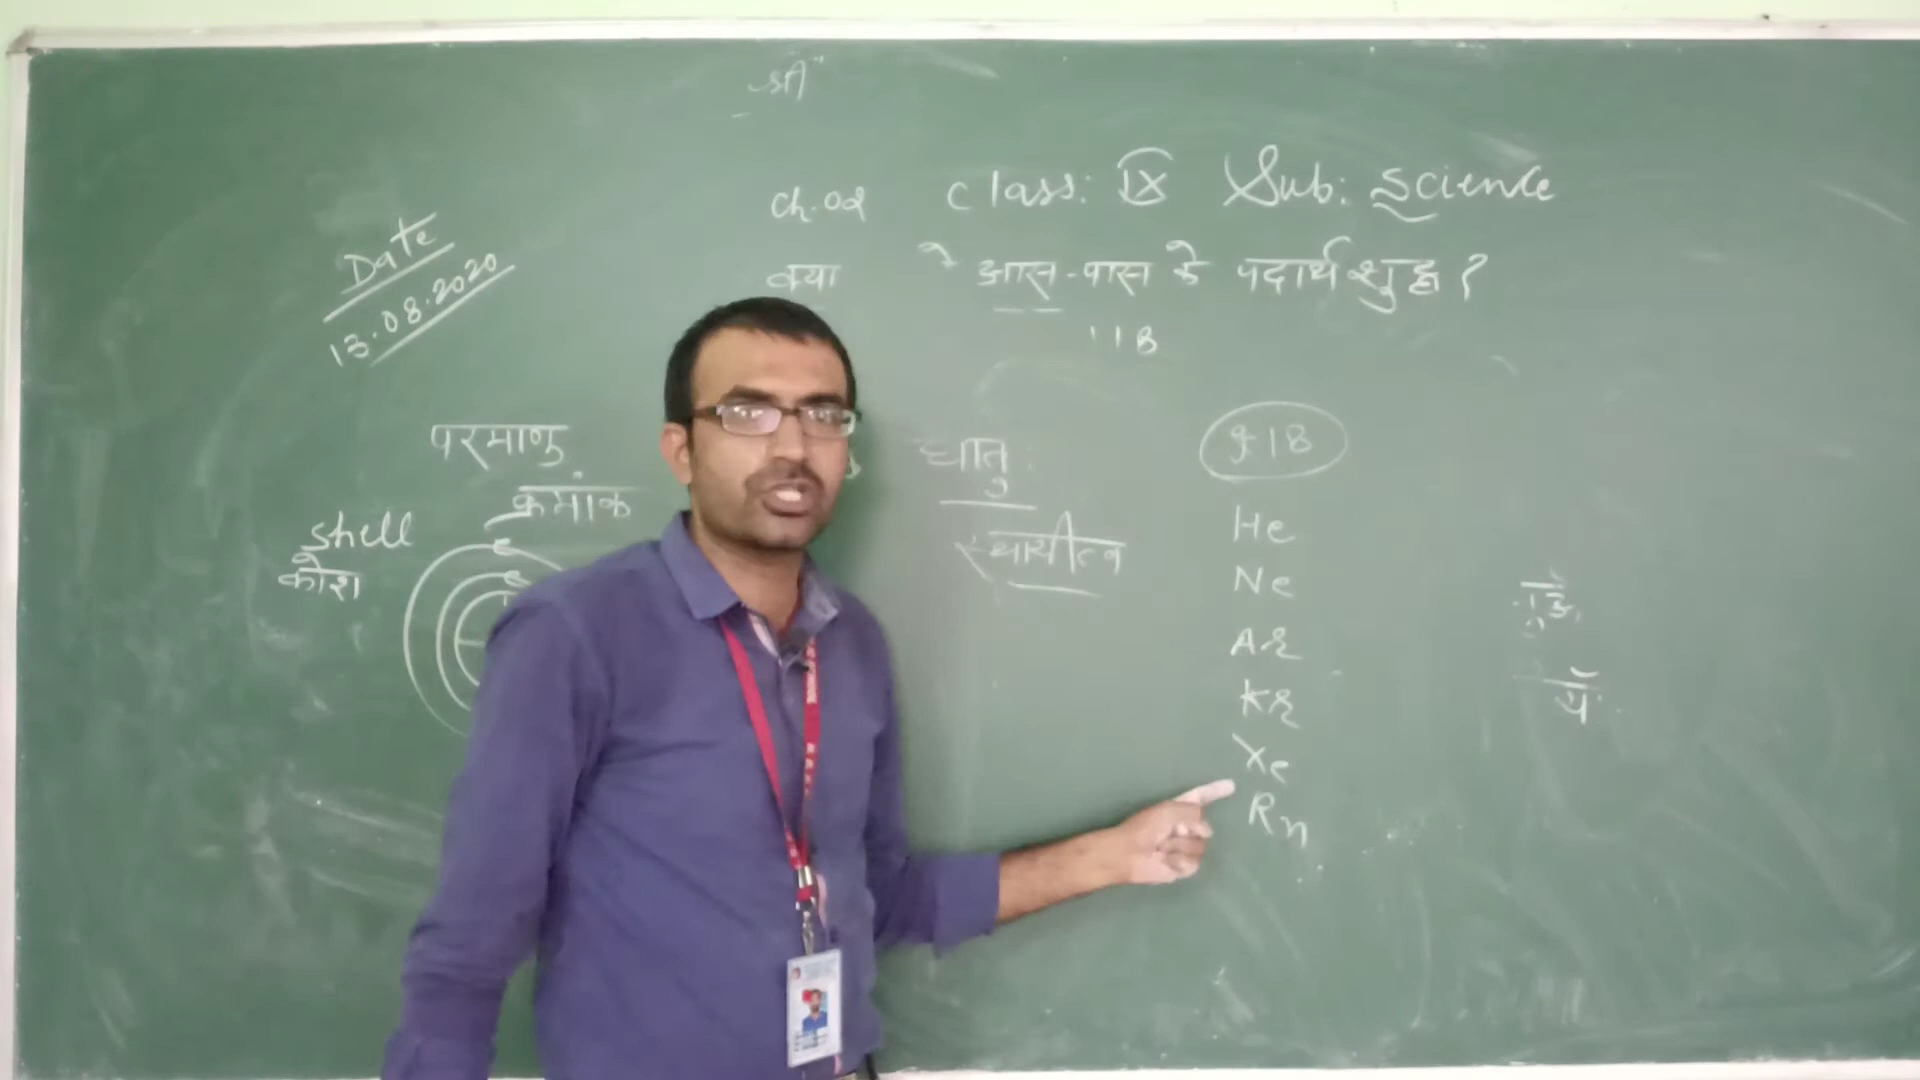 श्री
Ch. 02 Class: IX Sub: Science
क्या आस-पास के पदार्थ शुद्ध ?
Date
13.08.2020
118
परमाणु
क्रमांक
shell
कोश
धातु :
स्थायीत्व
18
He
Ne
Ar
Kr
Xe
Rn